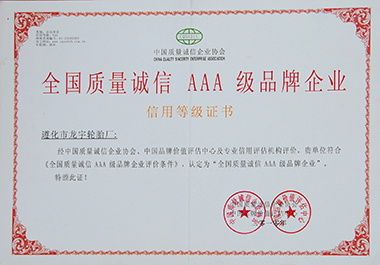 中国质量诚信企业协会
CHINA QUALITY SINCERITY ENTERPRISE ASSOCIATION
全国质量诚信 AAA 级品牌企业
信用等级证书
遵化市龙宇轮胎厂:
经中国质量诚信企业协会、中国品牌价值评估中心及专业信用评估机构评价,贵单位符合
《全国质量诚信 AAA 级品牌企业评价条件》,认定为“全国质量诚信 AAA 级品牌企业”。
特颁此证!